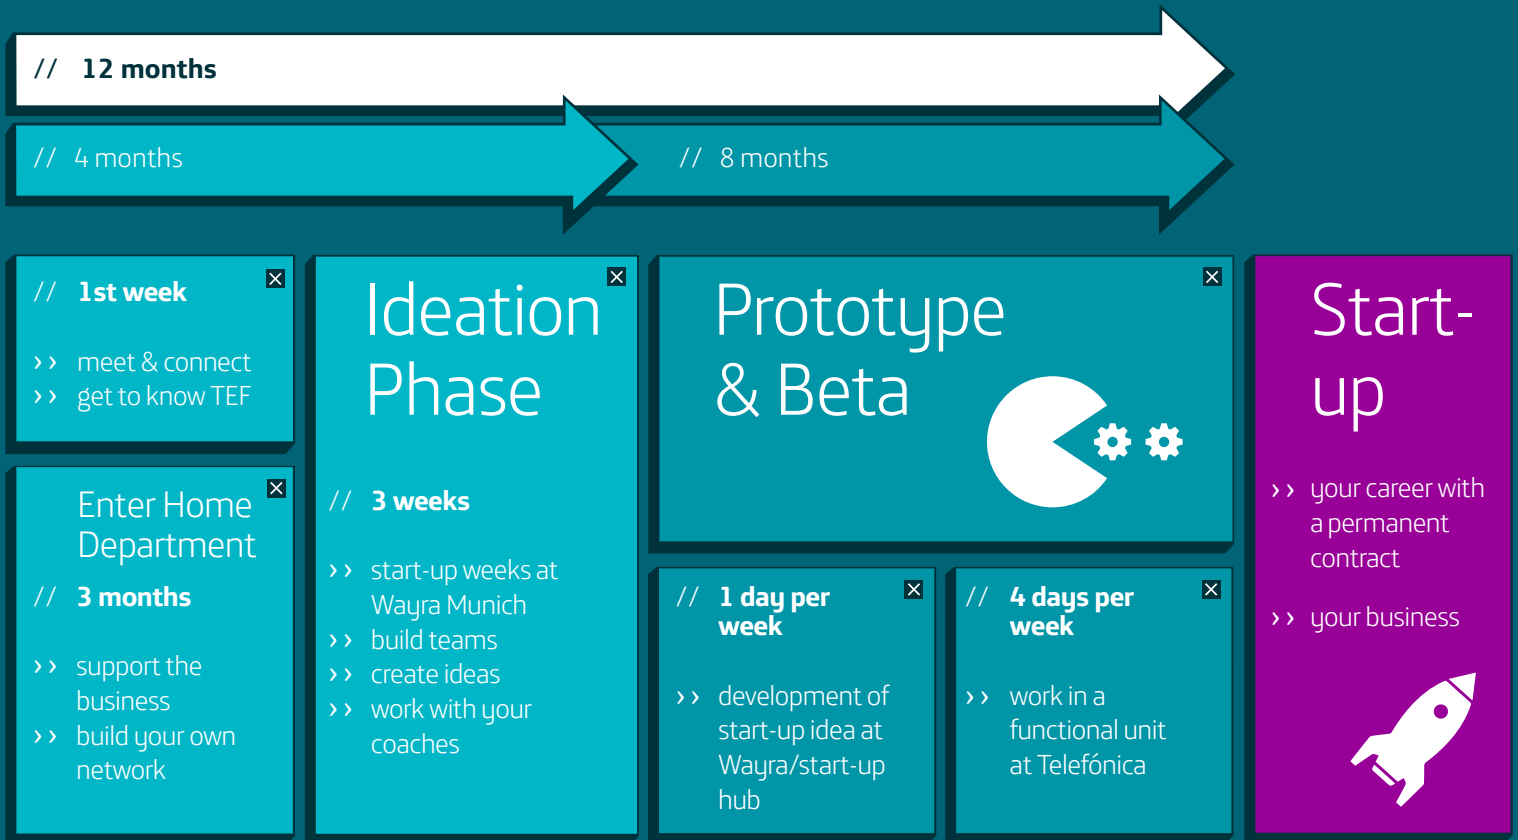 // 12 months
// 4 months
// 8 months
// 1st week
›› meet & connect
›› get to know TEF
Enter Home
Department
// 3 months
›› support the
business
›› build your own
network
Ideation
Phase
// 3 weeks
›› start-up weeks at
Wayra Munich
›› build teams
›› create ideas
›› work with your
coaches
Prototype
& Beta
// 1 day per
week
›› development of
start-up idea at
Wayra/start-up
hub
// 4 days per
week
›› work in a
functional unit
at Telefónica
Start-
up
›› your career with
a permanent
contract
›› your business